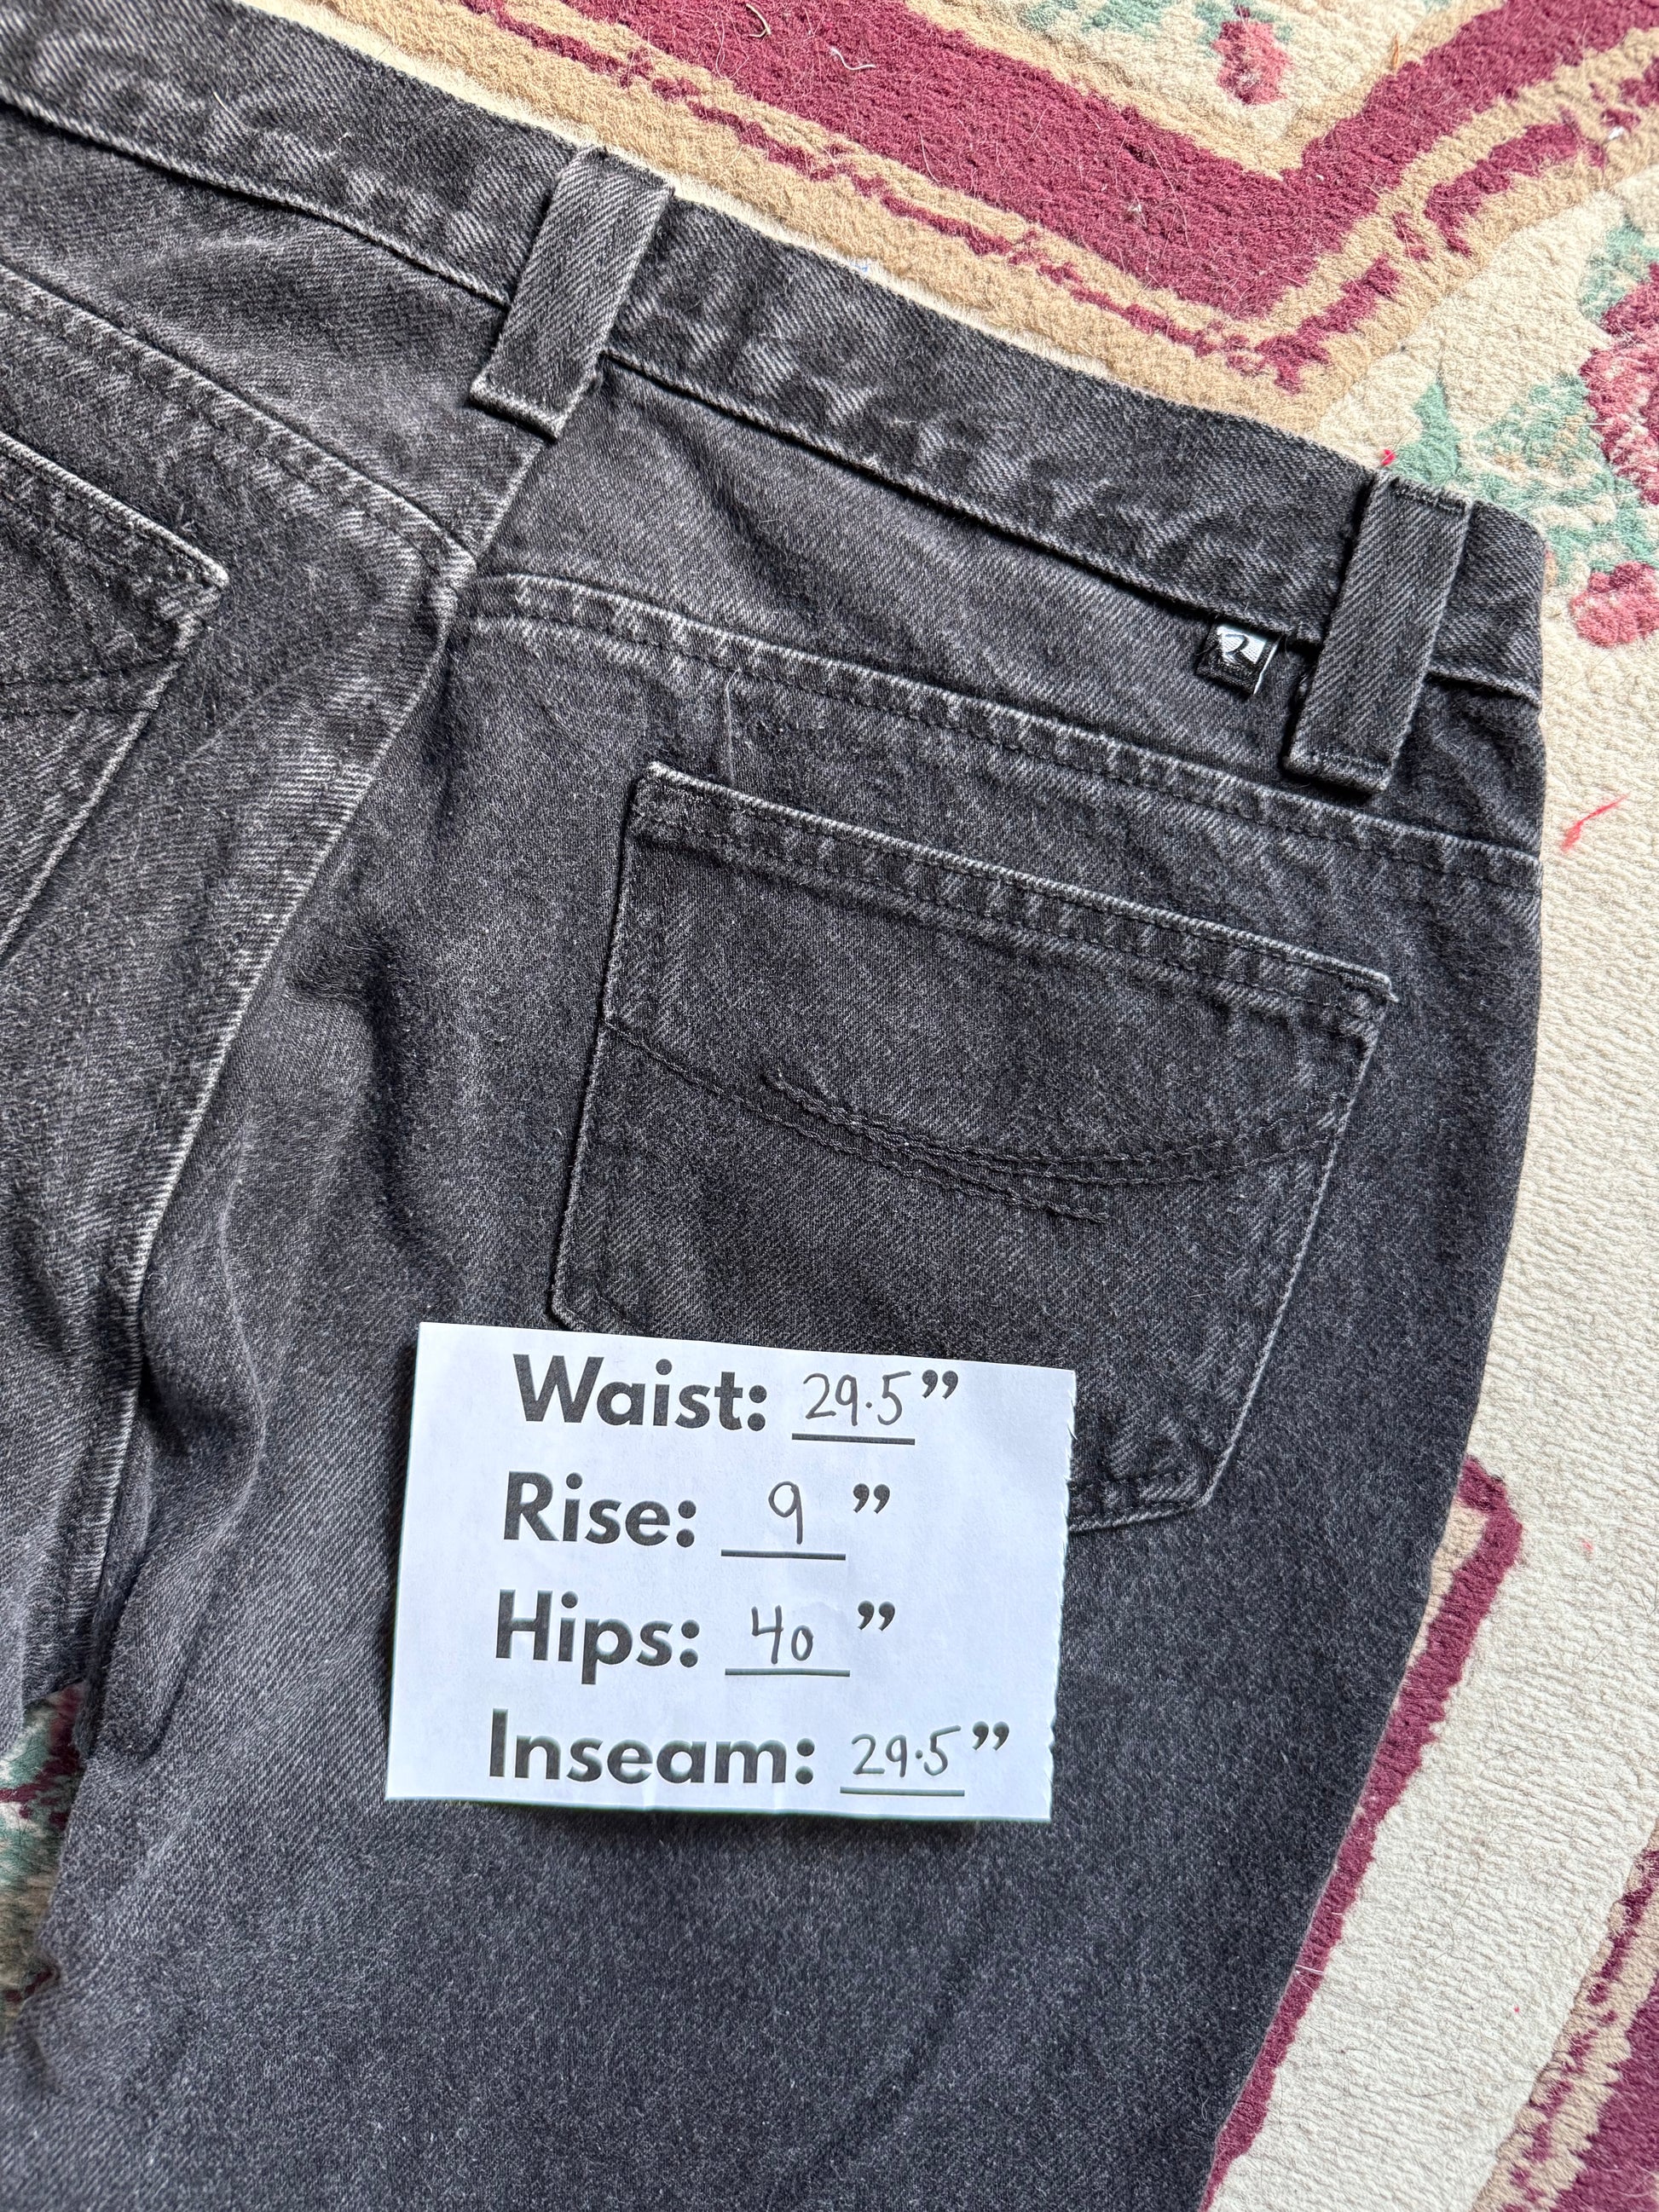 Waist: 29.5”
Rise: 9”
Hips: 40”
Inseam: 29.5”